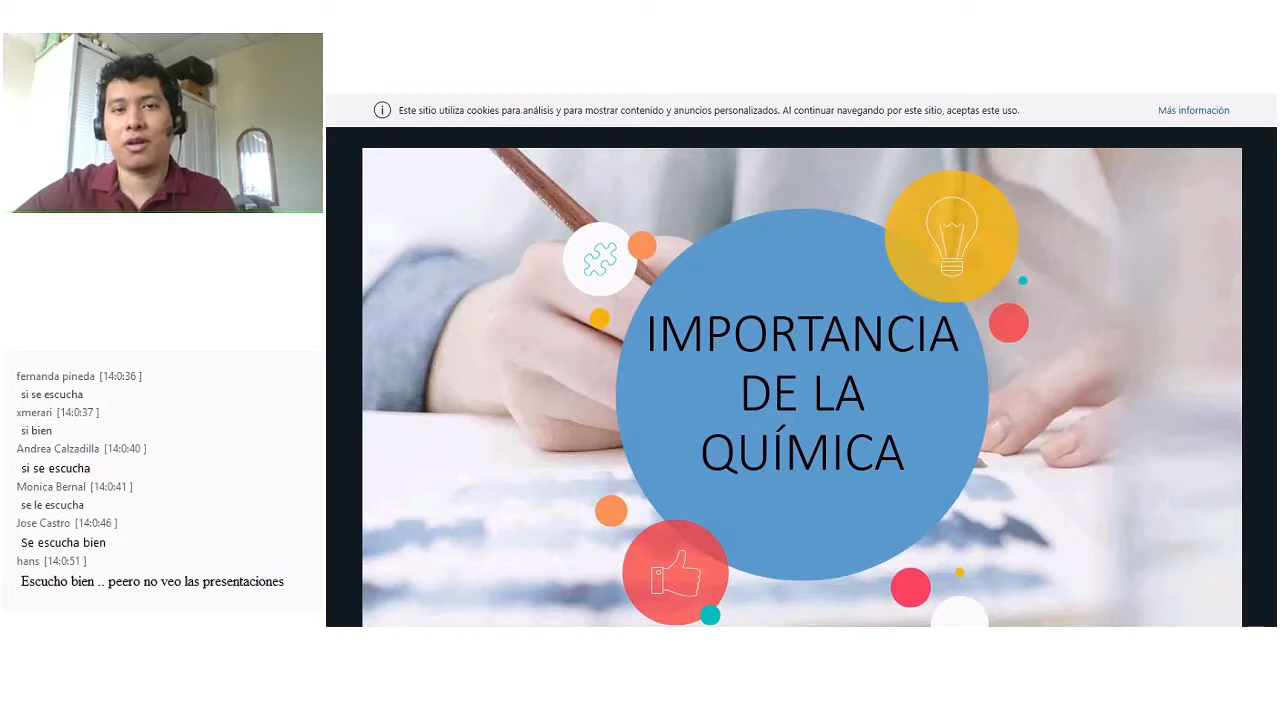 Este sitio utiliza cookies para análisis y para mostrar contenido y anuncios personalizados. Al continuar navegando por este sitio, aceptas este uso.
Más información
IMPORTANCIA
DE LA
QUÍMICA
fernanda pineda [14:0:36 ]
si se escucha
xmerari [14:0:37 ]
si bien
Andrea Calzadilla [14:0:40 ]
si se escucha
Monica Bernal [14:0:41 ]
se le escucha
Jose Castro [14:0:46 ]
Se escucha bien
hans [14:0:51 ]
Escucho bien .. peero no veo las presentaciones